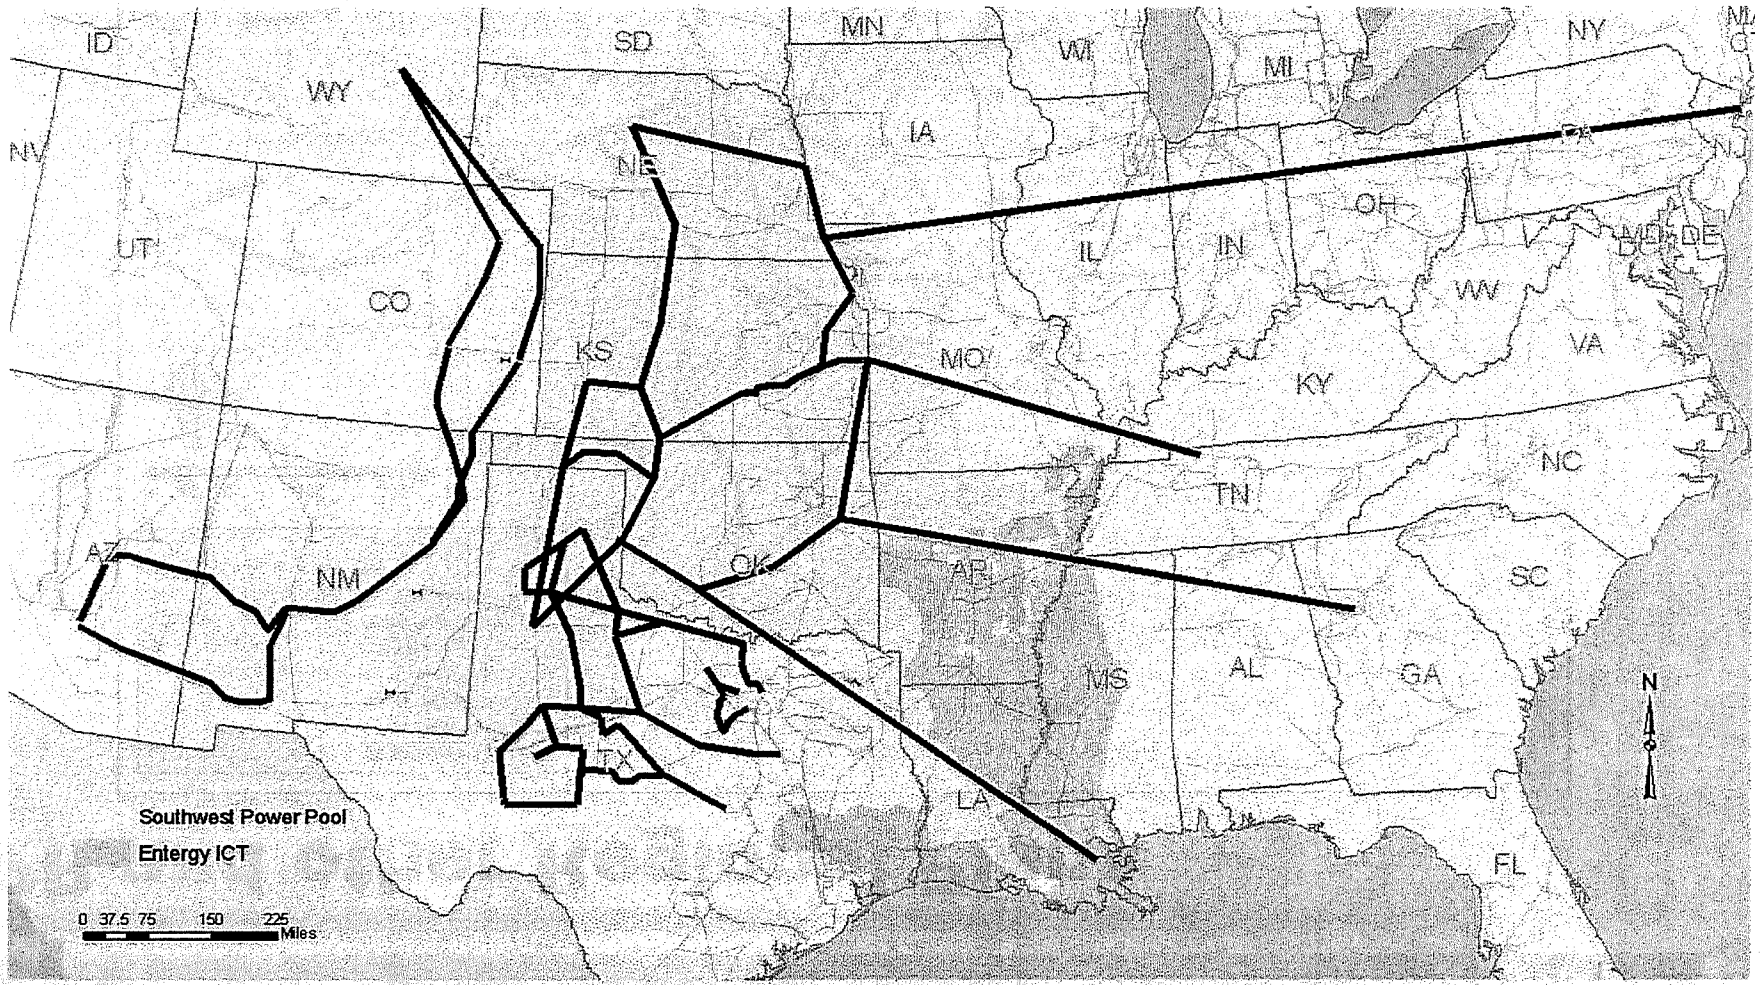 ID
WY
SD
MN
WI
MI
NY
NV
NE
IA
PA
NJ
UT
CO
IL
IN
OH
MD
DE
WV
VA
KS
MO
KY
AZ
NM
OK
AR
TN
NC
SC
TX
LA
MS
AL
GA
FL
N
Southwest Power Pool
Entergy ICT
0 37.5 75 150 225
Miles